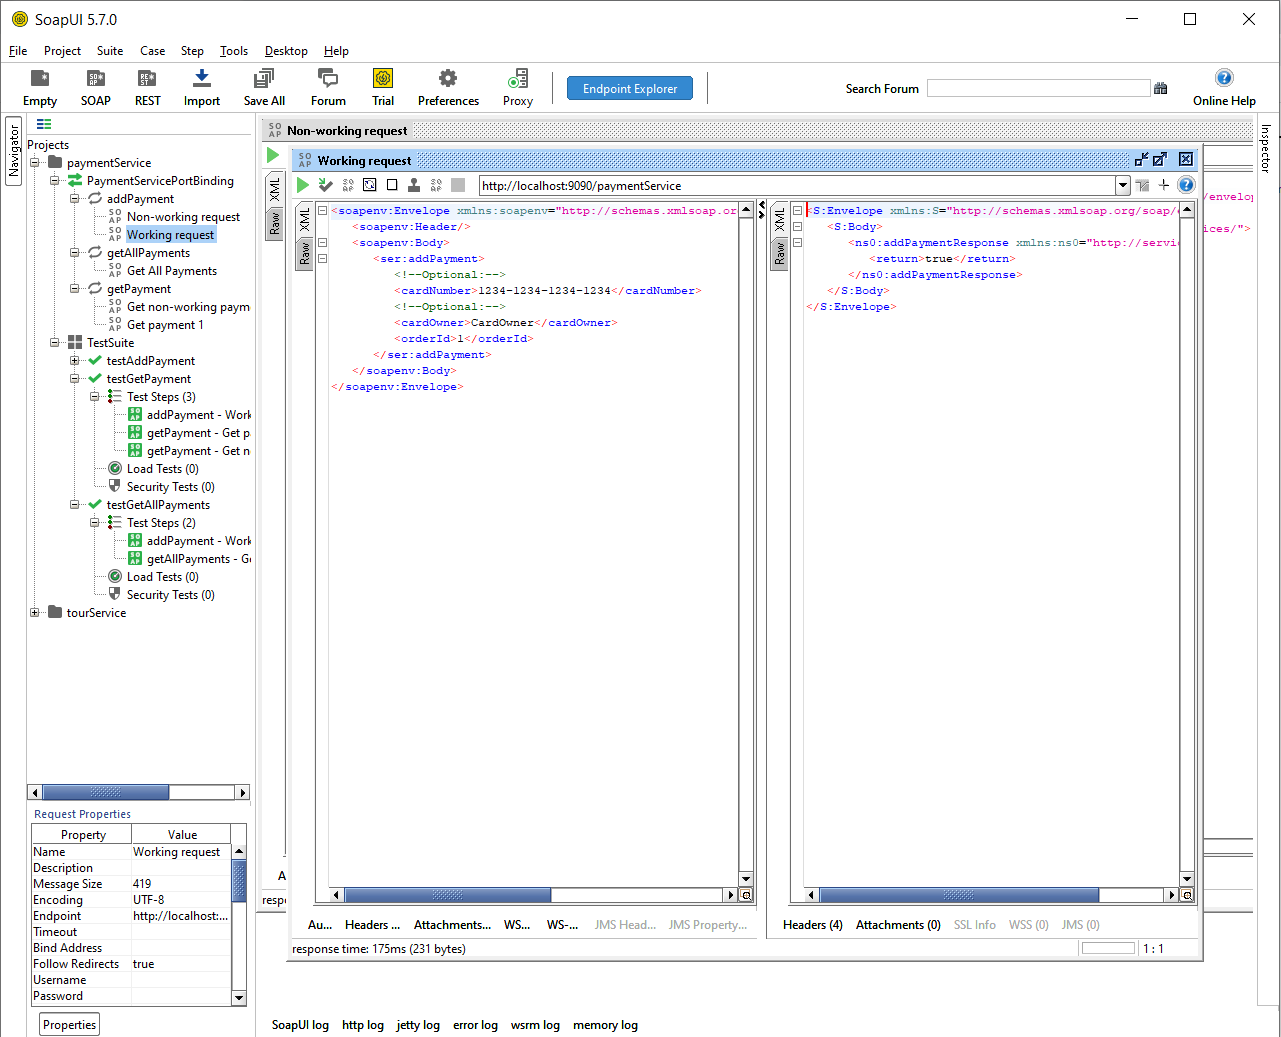 SoapUI 5.7.0
File Project Suite Case Step Tools Desktop Help
Empty SOAP REST Import Save All Forum Trial Preferences Proxy Endpoint Explorer Search Forum Online Help
Navigator
Inspector
Projects
paymentService
PaymentServicePortBinding
addPayment
Non-working request
Working request
getAllPayments
Get All Payments
getPayment
Get non-working paym
Get payment 1
TestSuite
testAddPayment
testGetPayment
Test Steps (3)
addPayment - Work
getPayment - Get p
getPayment - Get n
Load Tests (0)
Security Tests (0)
testGetAllPayments
Test Steps (2)
addPayment - Work
getAllPayments - Ge
Load Tests (0)
Security Tests (0)
tourService
Request Properties
Property Value
Name Working request
Description
Message Size 419
Encoding UTF-8
Endpoint http://localhost:...
Timeout
Bind Address
Follow Redirects true
Username
Password
Properties
Non-working request
XML
Raw
/envelop
ices/">
A
respo
Working request
http://localhost:9090/paymentService
XML
Raw
<soapenv:Envelope xmlns:soapenv="http://schemas.xmlsoap.or
<soapenv:Header/>
<soapenv:Body>
<ser:addPayment>
<!--Optional:-->
<cardNumber>1234-1234-1234-1234</cardNumber>
<!--Optional:-->
<cardOwner>CardOwner</cardOwner>
<orderId>1</orderId>
</ser:addPayment>
</soapenv:Body>
</soapenv:Envelope>
XML
Raw
<S:Envelope xmlns:S="http://schemas.xmlsoap.org/soap/e
<S:Body>
<ns0:addPaymentResponse xmlns:ns0="http://servic
<return>true</return>
</ns0:addPaymentResponse>
</S:Body>
</S:Envelope>
Au... Headers ... Attachments... WS... WS-... JMS Head... JMS Property...
Headers (4) Attachments (0) SSL Info WSS (0) JMS (0)
response time: 175ms (231 bytes)
1 : 1
SoapUI log http log jetty log error log wsrm log memory log